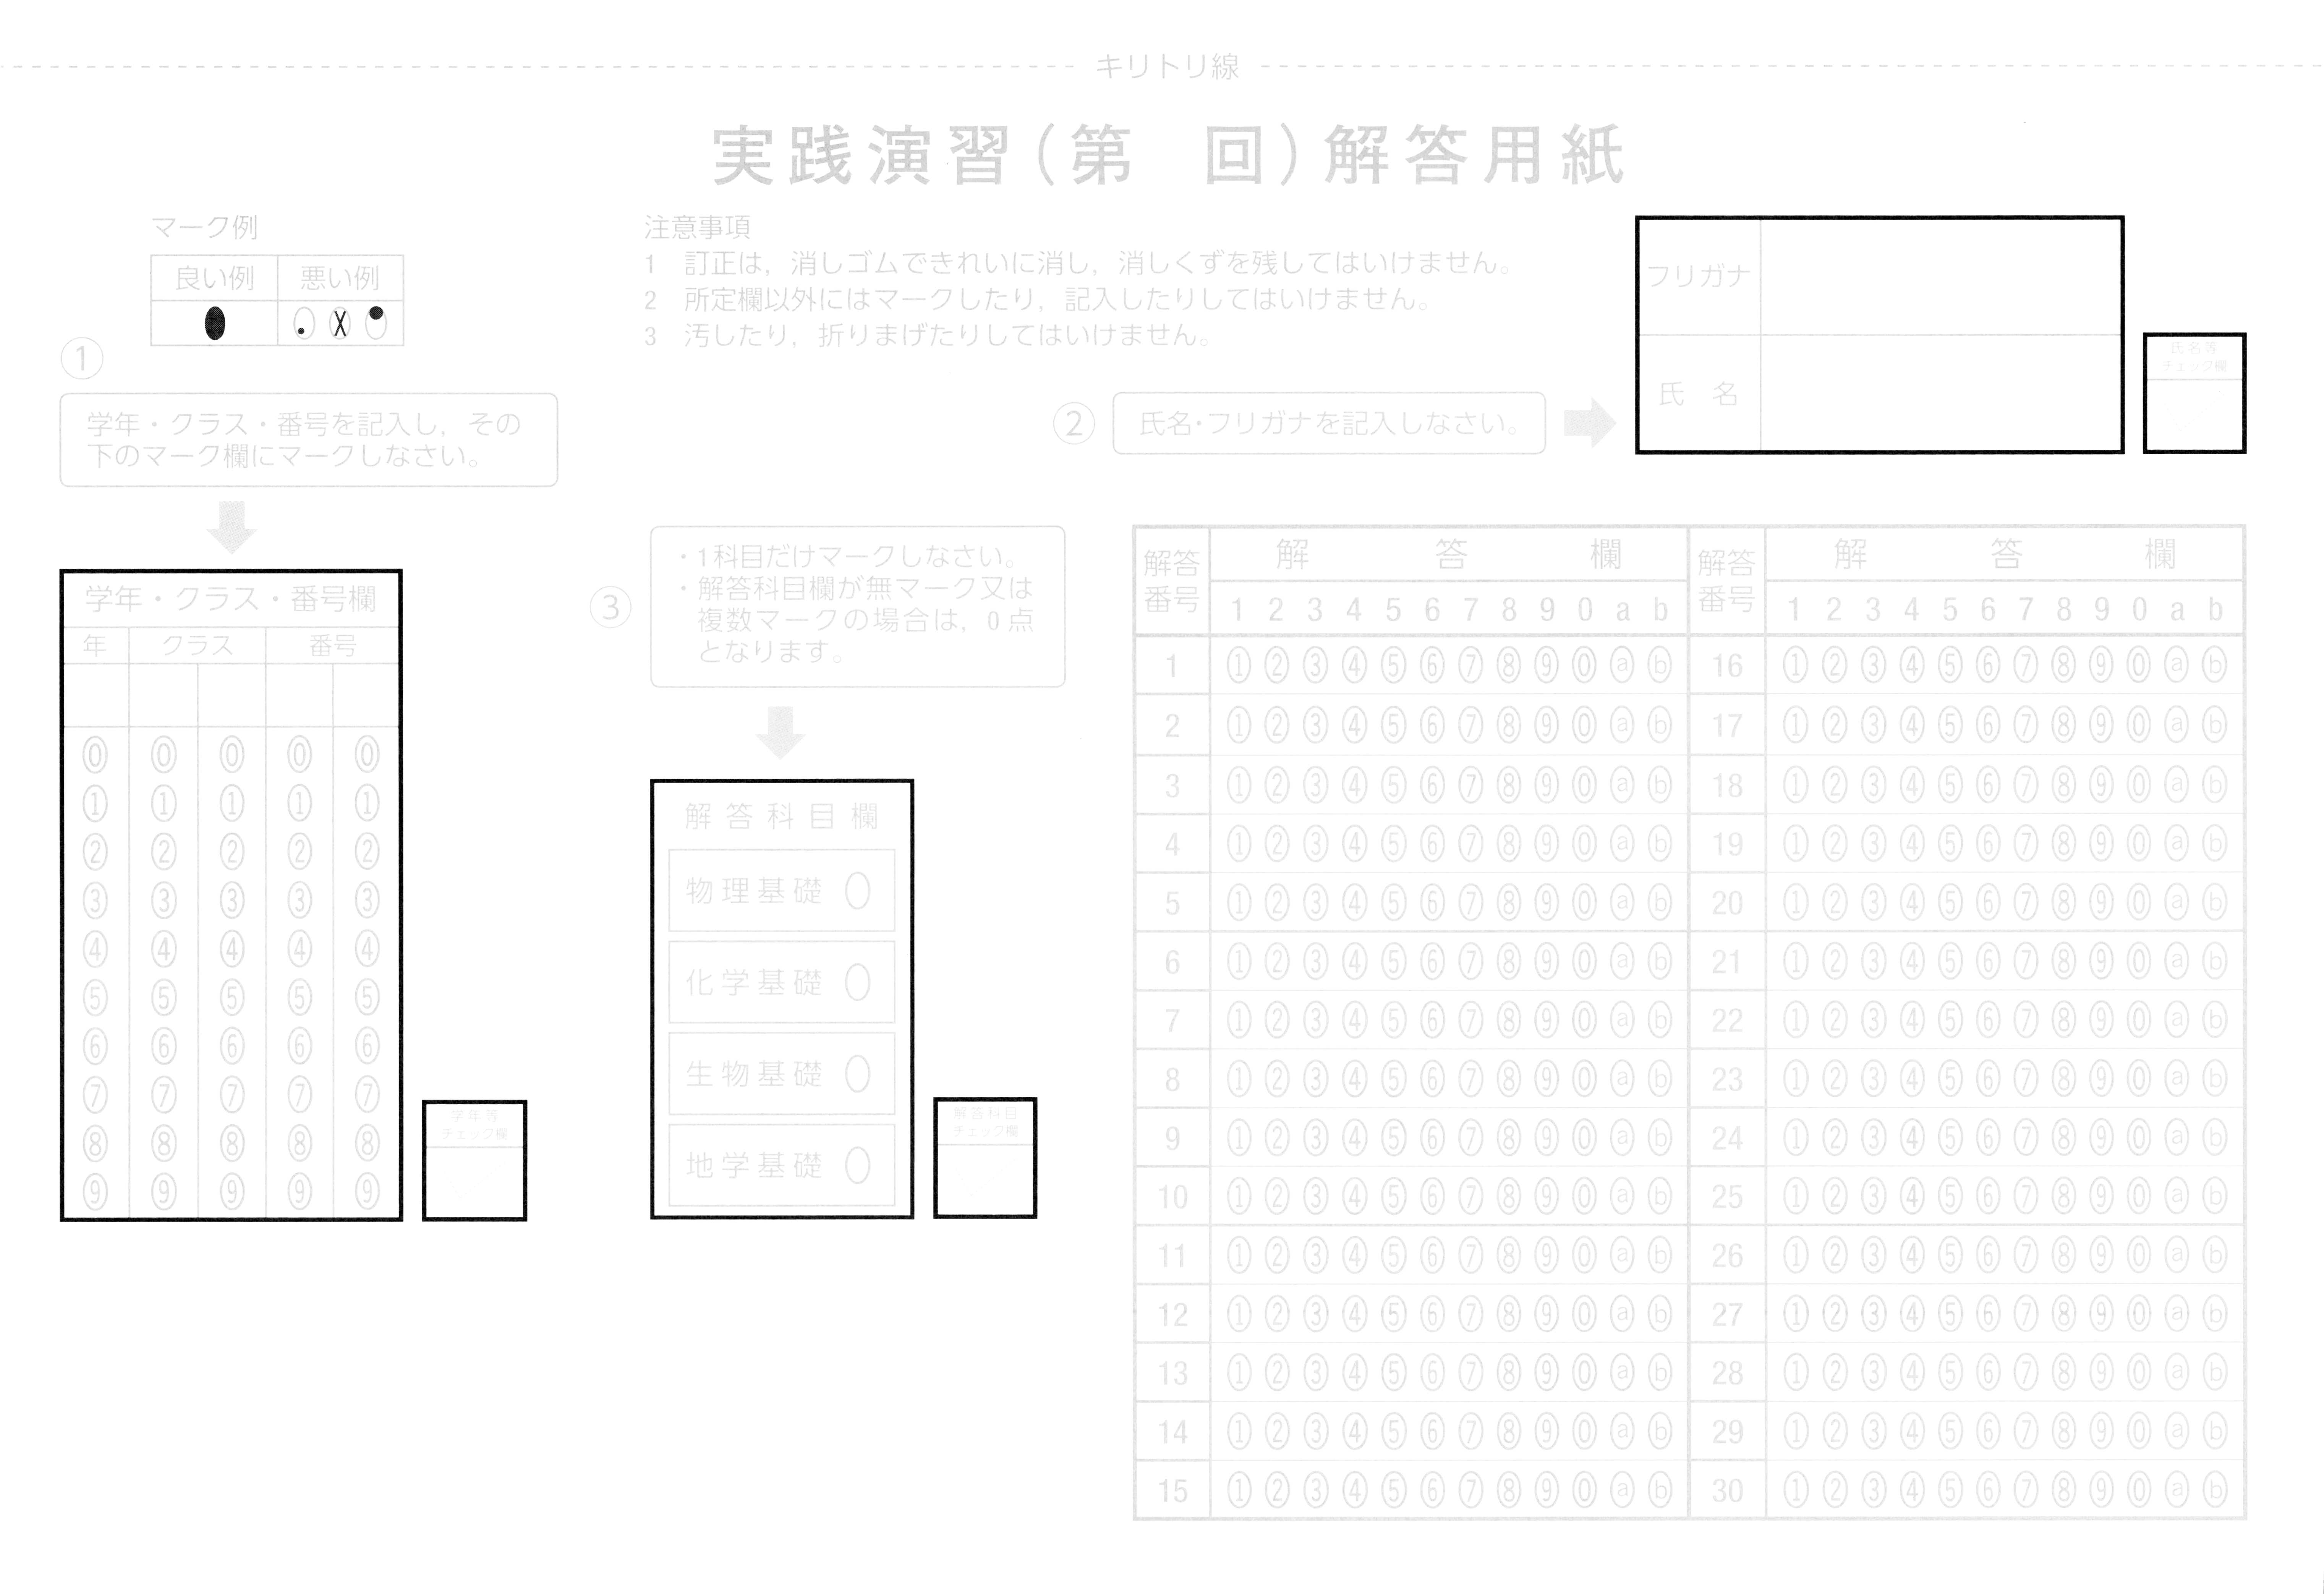 キリトリ線
実践演習(第　回)解答用紙
マーク例
良い例 悪い例
注意事項
1 訂正は，消しゴムできれいに消し，消しくずを残してはいけません。
2 所定欄以外にはマークしたり，記入したりしてはいけません。
3 汚したり，折りまげたりしてはいけません。
フリガナ
氏 名
氏名等
チェック欄
①
学年・クラス・番号を記入し，その
下のマーク欄にマークしなさい。
② 氏名・フリガナを記入しなさい。
学年・クラス・番号欄
年 クラス 番号
⓪ ⓪ ⓪ ⓪ ⓪
① ① ① ① ①
② ② ② ② ②
③ ③ ③ ③ ③
④ ④ ④ ④ ④
⑤ ⑤ ⑤ ⑤ ⑤
⑥ ⑥ ⑥ ⑥ ⑥
⑦ ⑦ ⑦ ⑦ ⑦
⑧ ⑧ ⑧ ⑧ ⑧
⑨ ⑨ ⑨ ⑨ ⑨
学年等
チェック欄
③
・1科目だけマークしなさい。
・解答科目欄が無マーク又は
複数マークの場合は，0点
となります。
解答科目欄
物理基礎
化学基礎
生物基礎
地学基礎
解答科目
チェック欄
解答番号 解答欄 解答番号 解答欄
1 2 3 4 5 6 7 8 9 0 a b 1 2 3 4 5 6 7 8 9 0 a b
1 ① ② ③ ④ ⑤ ⑥ ⑦ ⑧ ⑨ ⓪ ⓐ ⓑ 16 ① ② ③ ④ ⑤ ⑥ ⑦ ⑧ ⑨ ⓪ ⓐ ⓑ
2 ① ② ③ ④ ⑤ ⑥ ⑦ ⑧ ⑨ ⓪ ⓐ ⓑ 17 ① ② ③ ④ ⑤ ⑥ ⑦ ⑧ ⑨ ⓪ ⓐ ⓑ
3 ① ② ③ ④ ⑤ ⑥ ⑦ ⑧ ⑨ ⓪ ⓐ ⓑ 18 ① ② ③ ④ ⑤ ⑥ ⑦ ⑧ ⑨ ⓪ ⓐ ⓑ
4 ① ② ③ ④ ⑤ ⑥ ⑦ ⑧ ⑨ ⓪ ⓐ ⓑ 19 ① ② ③ ④ ⑤ ⑥ ⑦ ⑧ ⑨ ⓪ ⓐ ⓑ
5 ① ② ③ ④ ⑤ ⑥ ⑦ ⑧ ⑨ ⓪ ⓐ ⓑ 20 ① ② ③ ④ ⑤ ⑥ ⑦ ⑧ ⑨ ⓪ ⓐ ⓑ
6 ① ② ③ ④ ⑤ ⑥ ⑦ ⑧ ⑨ ⓪ ⓐ ⓑ 21 ① ② ③ ④ ⑤ ⑥ ⑦ ⑧ ⑨ ⓪ ⓐ ⓑ
7 ① ② ③ ④ ⑤ ⑥ ⑦ ⑧ ⑨ ⓪ ⓐ ⓑ 22 ① ② ③ ④ ⑤ ⑥ ⑦ ⑧ ⑨ ⓪ ⓐ ⓑ
8 ① ② ③ ④ ⑤ ⑥ ⑦ ⑧ ⑨ ⓪ ⓐ ⓑ 23 ① ② ③ ④ ⑤ ⑥ ⑦ ⑧ ⑨ ⓪ ⓐ ⓑ
9 ① ② ③ ④ ⑤ ⑥ ⑦ ⑧ ⑨ ⓪ ⓐ ⓑ 24 ① ② ③ ④ ⑤ ⑥ ⑦ ⑧ ⑨ ⓪ ⓐ ⓑ
10 ① ② ③ ④ ⑤ ⑥ ⑦ ⑧ ⑨ ⓪ ⓐ ⓑ 25 ① ② ③ ④ ⑤ ⑥ ⑦ ⑧ ⑨ ⓪ ⓐ ⓑ
11 ① ② ③ ④ ⑤ ⑥ ⑦ ⑧ ⑨ ⓪ ⓐ ⓑ 26 ① ② ③ ④ ⑤ ⑥ ⑦ ⑧ ⑨ ⓪ ⓐ ⓑ
12 ① ② ③ ④ ⑤ ⑥ ⑦ ⑧ ⑨ ⓪ ⓐ ⓑ 27 ① ② ③ ④ ⑤ ⑥ ⑦ ⑧ ⑨ ⓪ ⓐ ⓑ
13 ① ② ③ ④ ⑤ ⑥ ⑦ ⑧ ⑨ ⓪ ⓐ ⓑ 28 ① ② ③ ④ ⑤ ⑥ ⑦ ⑧ ⑨ ⓪ ⓐ ⓑ
14 ① ② ③ ④ ⑤ ⑥ ⑦ ⑧ ⑨ ⓪ ⓐ ⓑ 29 ① ② ③ ④ ⑤ ⑥ ⑦ ⑧ ⑨ ⓪ ⓐ ⓑ
15 ① ② ③ ④ ⑤ ⑥ ⑦ ⑧ ⑨ ⓪ ⓐ ⓑ 30 ① ② ③ ④ ⑤ ⑥ ⑦ ⑧ ⑨ ⓪ ⓐ ⓑ